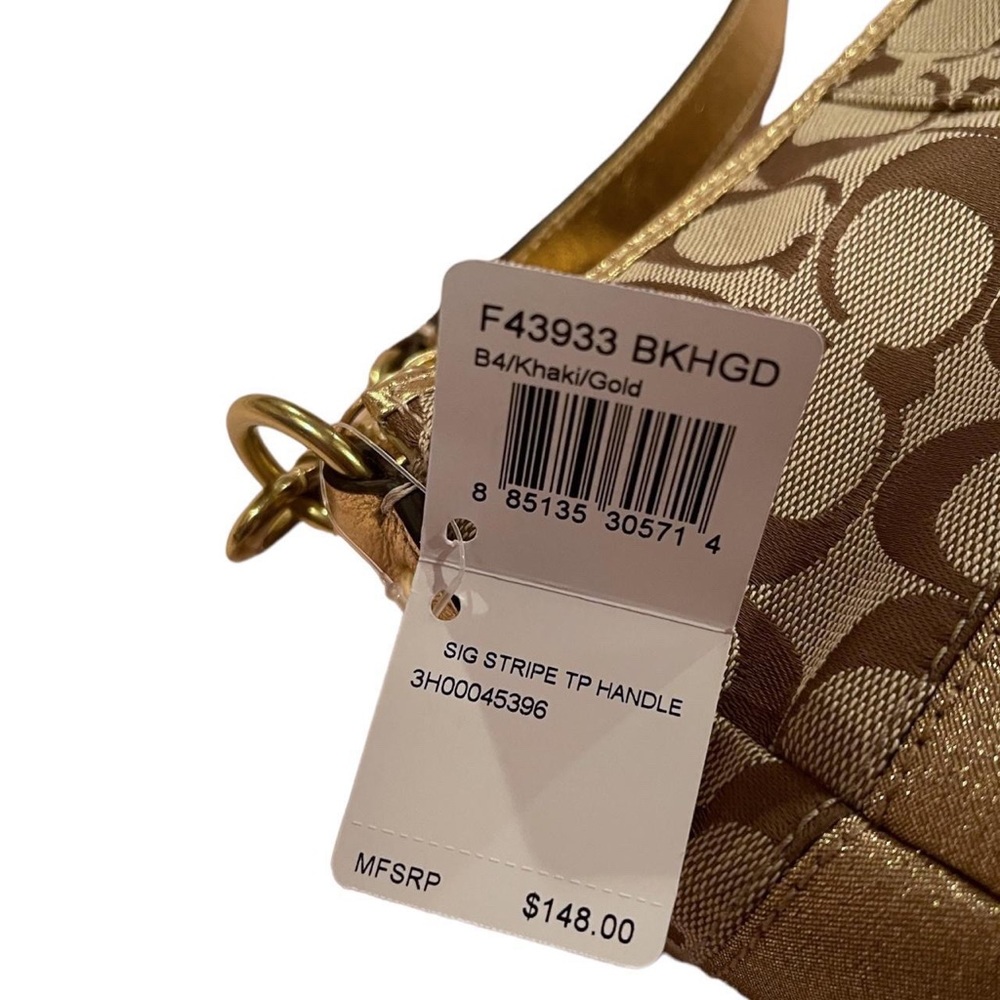 F43933 BKHGD
B4/Khaki/Gold
8 85135 30571 4
SIG STRIPE TP HANDLE
3H00045396
MFSRP
$148.00